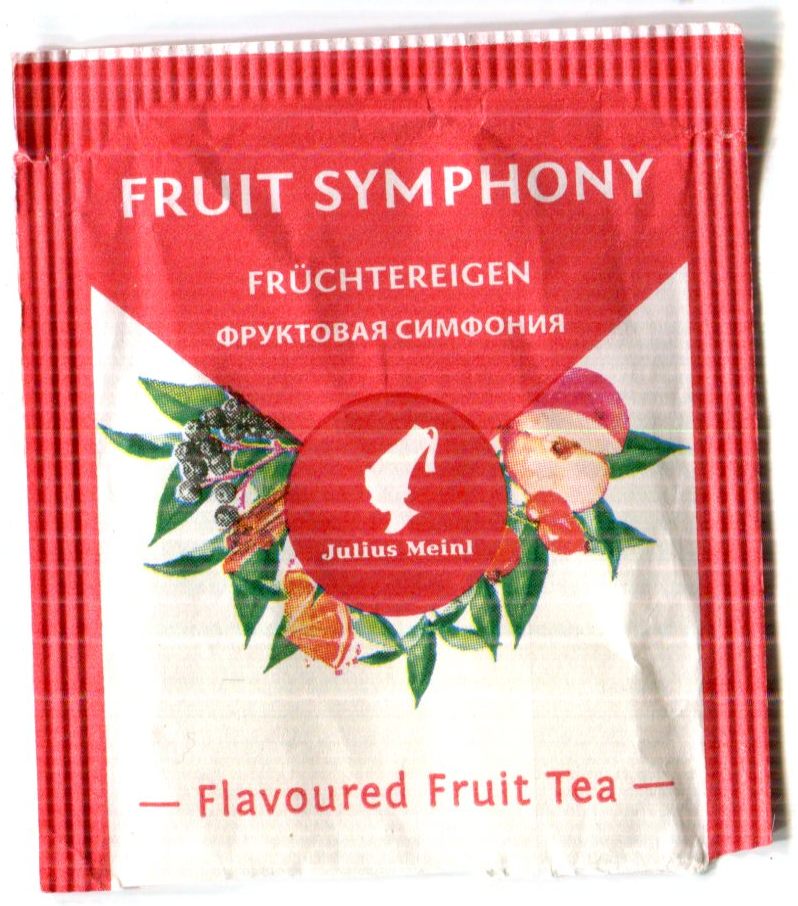 FRUIT SYMPHONY
FRÜCHTEREIGEN
ФРУКТОВАЯ СИМФОНИЯ
Julius Meinl
— Flavoured Fruit Tea —